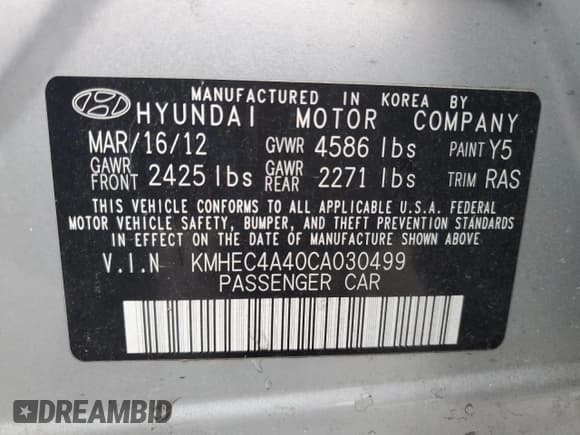 MANUFACTURED IN KOREA BY
HYUNDAI MOTOR COMPANY
MAR/16/12 GVWR 4586 lbs PAINT Y5
GAWR FRONT 2425 lbs GAWR REAR 2271 lbs TRIM RAS
THIS VEHICLE CONFORMS TO ALL APPLICABLE U.S.A. FEDERAL
MOTOR VEHICLE SAFETY, BUMPER, AND THEFT PREVENTION STANDARDS
IN EFFECT ON THE DATE OF MANUFACTURE SHOWN ABOVE.
V.I.N KMHEC4A40CA030499
PASSENGER CAR
DREAMBID